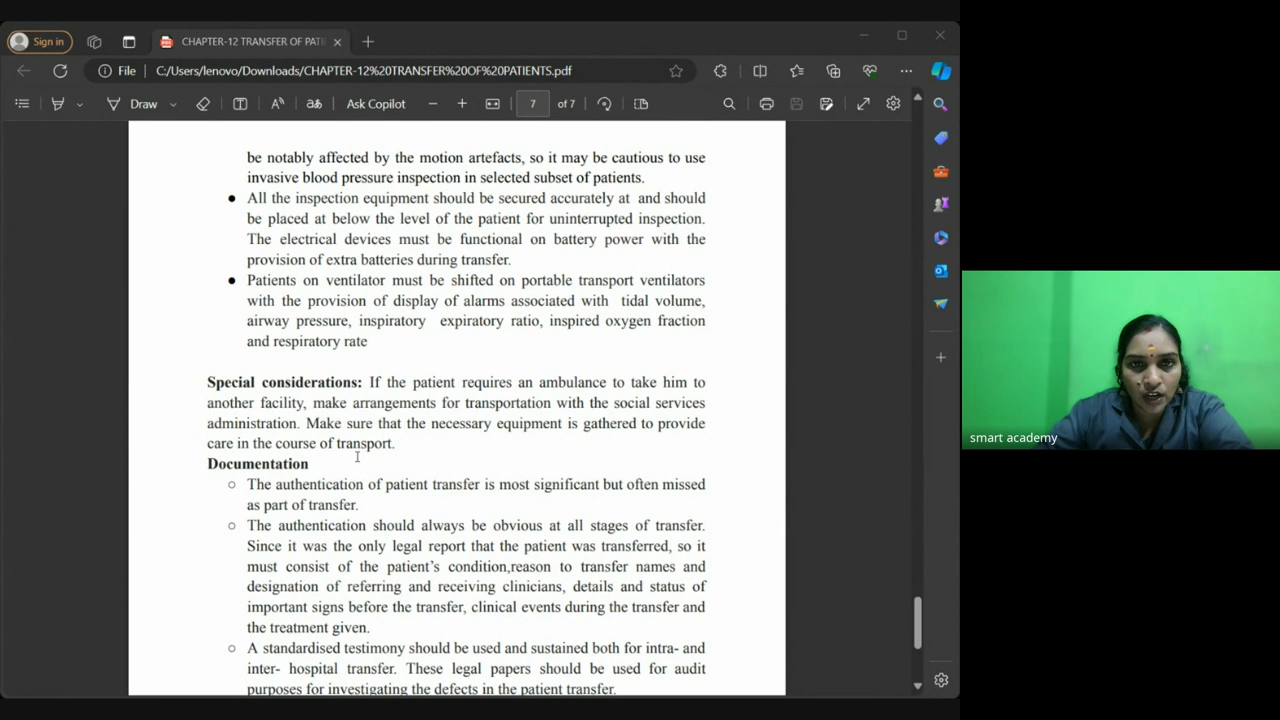 Sign in
CHAPTER-12 TRANSFER OF PATI
File
C:/Users/lenovo/Downloads/CHAPTER-12%20TRANSFER%20OF%20PATIENTS.pdf
Draw
Ask Copilot
7
of 7
be notably affected by the motion artefacts, so it may be cautious to use
invasive blood pressure inspection in selected subset of patients.
● All the inspection equipment should be secured accurately at and should
be placed at below the level of the patient for uninterrupted inspection.
The electrical devices must be functional on battery power with the
provision of extra batteries during transfer.
● Patients on ventilator must be shifted on portable transport ventilators
with the provision of display of alarms associated with tidal volume,
airway pressure, inspiratory expiratory ratio, inspired oxygen fraction
and respiratory rate
Special considerations: If the patient requires an ambulance to take him to
another facility, make arrangements for transportation with the social services
administration. Make sure that the necessary equipment is gathered to provide
care in the course of transport.
Documentation
○ The authentication of patient transfer is most significant but often missed
as part of transfer.
○ The authentication should always be obvious at all stages of transfer.
Since it was the only legal report that the patient was transferred, so it
must consist of the patient's condition,reason to transfer names and
designation of referring and receiving clinicians, details and status of
important signs before the transfer, clinical events during the transfer and
the treatment given.
○ A standardised testimony should be used and sustained both for intra- and
inter- hospital transfer. These legal papers should be used for audit
purposes for investigating the defects in the patient transfer.
smart academy